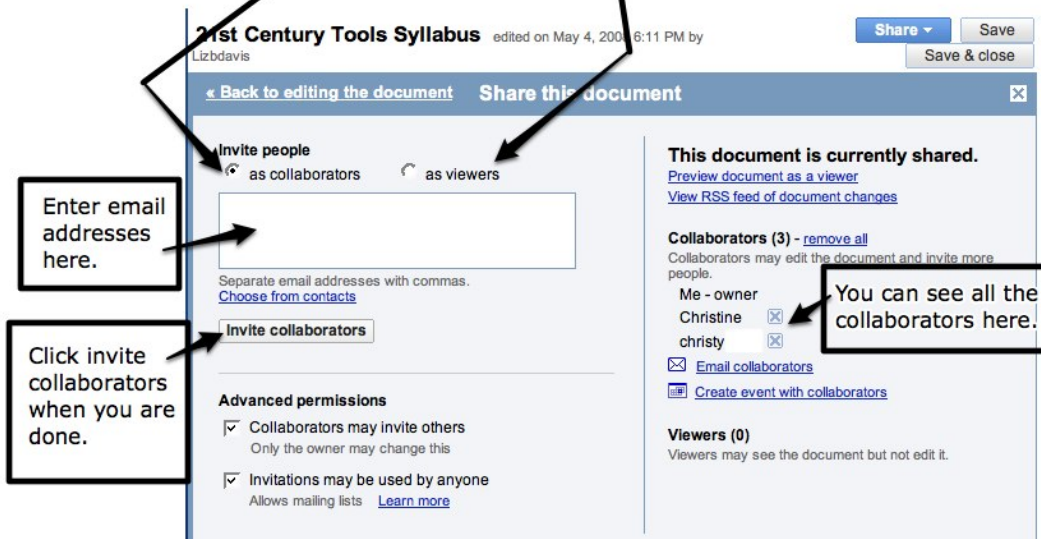 21st Century Tools Syllabus edited on May 4, 2008 6:11 PM by
Lizbdavis
Share
Save
Save & close
« Back to editing the document
Share this document
Invite people
as collaborators
as viewers
Enter email
addresses
here.
Separate email addresses with commas.
Choose from contacts
Invite collaborators
Click invite
collaborators
when you are
done.
Advanced permissions
Collaborators may invite others
Only the owner may change this
Invitations may be used by anyone
Allows mailing lists Learn more
This document is currently shared.
Preview document as a viewer
View RSS feed of document changes
Collaborators (3) - remove all
Collaborators may edit the document and invite more
people.
Me - owner
Christine
christy
You can see all the
collaborators here.
Email collaborators
Create event with collaborators
Viewers (0)
Viewers may see the document but not edit it.